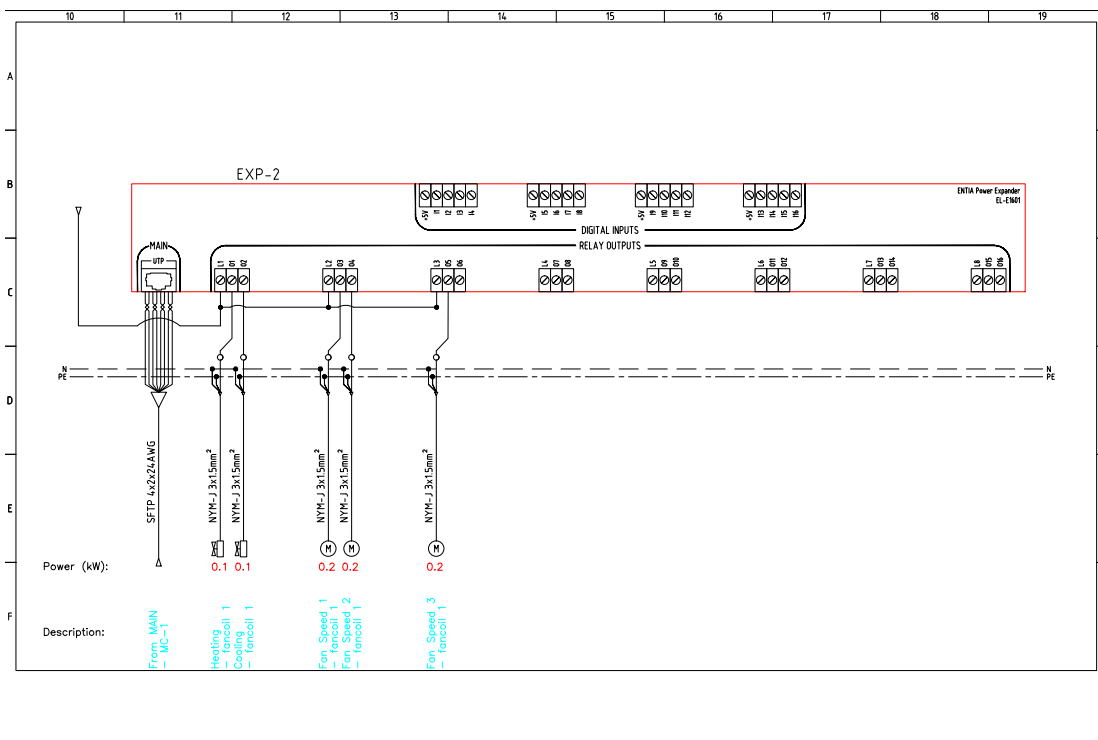 10 11 12 13 14 15 16 17 18 19
A
B
C
D
E
F
EXP-2
ENTIA Power Expander
EL-E1601
+5V I1 I2 I3 I4
+5V I5 I6 I7 I8
+5V I9 I10 I11 I12
+5V I13 I14 I15 I16
DIGITAL INPUTS
RELAY OUTPUTS
MAIN
UTP
L1 O1 O2
L2 O3 O4
L3 O5 O6
L4 O7 O8
L5 O9 O10
L6 O11 O12
L7 O13 O14
L8 O15 O16
N N
PE PE
SFTP 4x2x24AWG
NYM-J 3x1.5mm²
NYM-J 3x1.5mm²
NYM-J 3x1.5mm²
NYM-J 3x1.5mm²
NYM-J 3x1.5mm²
M M M
Power (kW): 0.1 0.1 0.2 0.2 0.2
Description:
From MAIN
- MC-1
Heating
- fancoil 1
Cooling
- fancoil 1
Fan Speed 1
- fancoil 1
Fan Speed 2
- fancoil 1
Fan Speed 3
- fancoil 1